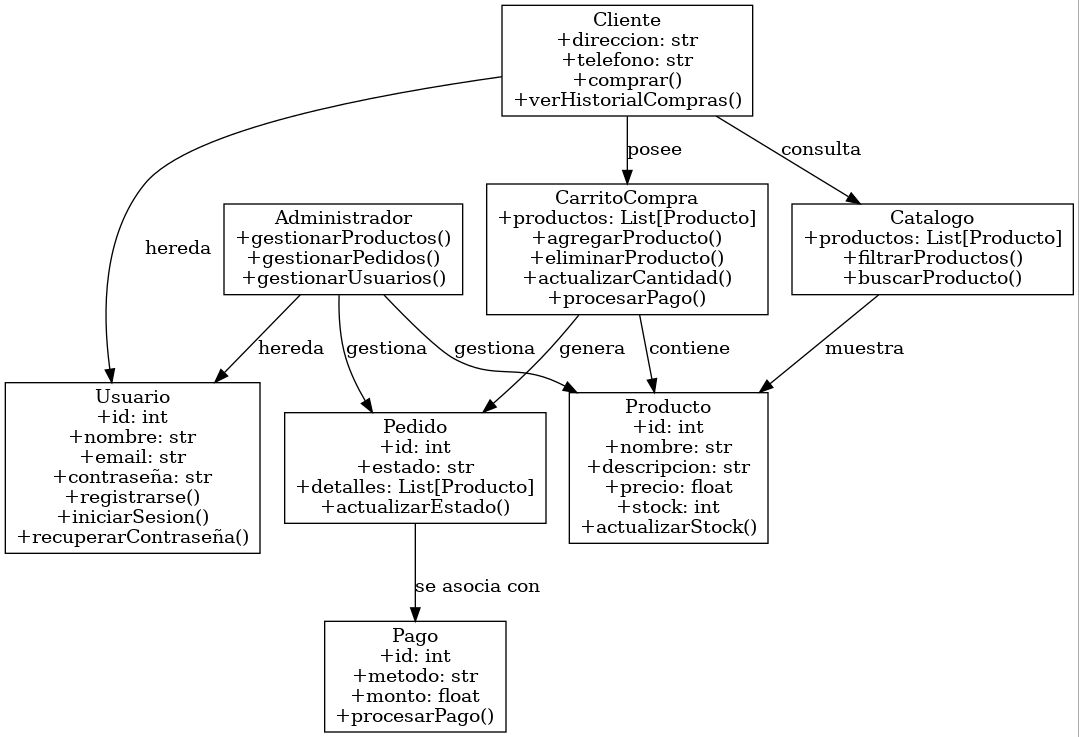 Cliente
+direccion: str
+telefono: str
+comprar()
+verHistorialCompras()
posee
consulta
hereda
Administrador
+gestionarProductos()
+gestionarPedidos()
+gestionarUsuarios()
CarritoCompra
+productos: List[Producto]
+agregarProducto()
+eliminarProducto()
+actualizarCantidad()
+procesarPago()
Catalogo
+productos: List[Producto]
+filtrarProductos()
+buscarProducto()
hereda
gestiona
gestiona
genera
contiene
muestra
Usuario
+id: int
+nombre: str
+email: str
+contraseña: str
+registrarse()
+iniciarSesion()
+recuperarContraseña()
Pedido
+id: int
+estado: str
+detalles: List[Producto]
+actualizarEstado()
Producto
+id: int
+nombre: str
+descripcion: str
+precio: float
+stock: int
+actualizarStock()
se asocia con
Pago
+id: int
+metodo: str
+monto: float
+procesarPago()